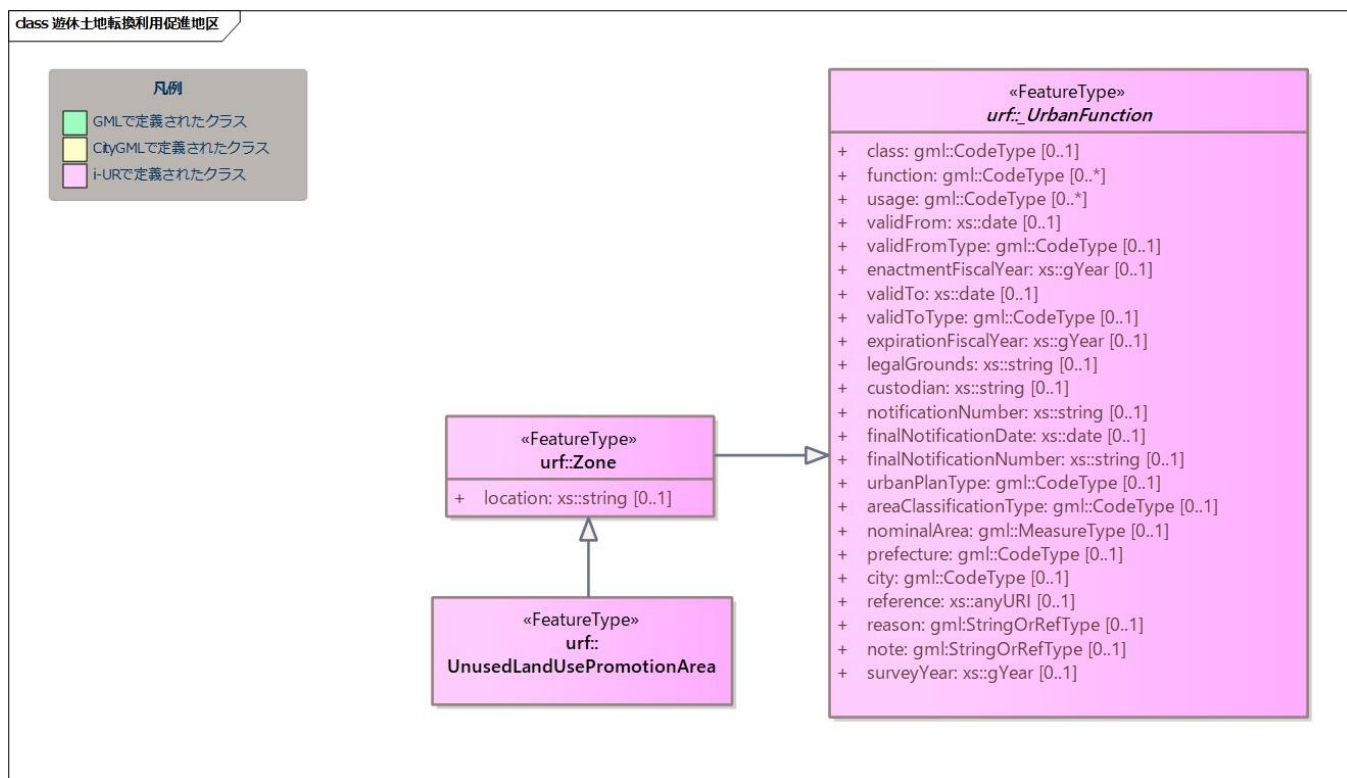 class 遊休土地転換利用促進地区
凡例
GMLで定義されたクラス
CityGMLで定義されたクラス
i-URで定義されたクラス
«FeatureType»
urf::_UrbanFunction
+ class: gml::CodeType [0..1]
+ function: gml::CodeType [0..*]
+ usage: gml::CodeType [0..*]
+ validFrom: xs::date [0..1]
+ validFromType: gml::CodeType [0..1]
+ enactmentFiscalYear: xs::gYear [0..1]
+ validTo: xs::date [0..1]
+ validToType: gml::CodeType [0..1]
+ expirationFiscalYear: xs::gYear [0..1]
+ legalGrounds: xs::string [0..1]
+ custodian: xs::string [0..1]
+ notificationNumber: xs::string [0..1]
+ finalNotificationDate: xs::date [0..1]
+ finalNotificationNumber: xs::string [0..1]
+ urbanPlanType: gml::CodeType [0..1]
+ areaClassificationType: gml::CodeType [0..1]
+ nominalArea: gml::MeasureType [0..1]
+ prefecture: gml::CodeType [0..1]
+ city: gml::CodeType [0..1]
+ reference: xs::anyURI [0..1]
+ reason: gml:StringOrRefType [0..1]
+ note: gml:StringOrRefType [0..1]
+ surveyYear: xs::gYear [0..1]
«FeatureType»
urf::Zone
+ location: xs::string [0..1]
«FeatureType»
urf::
UnusedLandUsePromotionArea